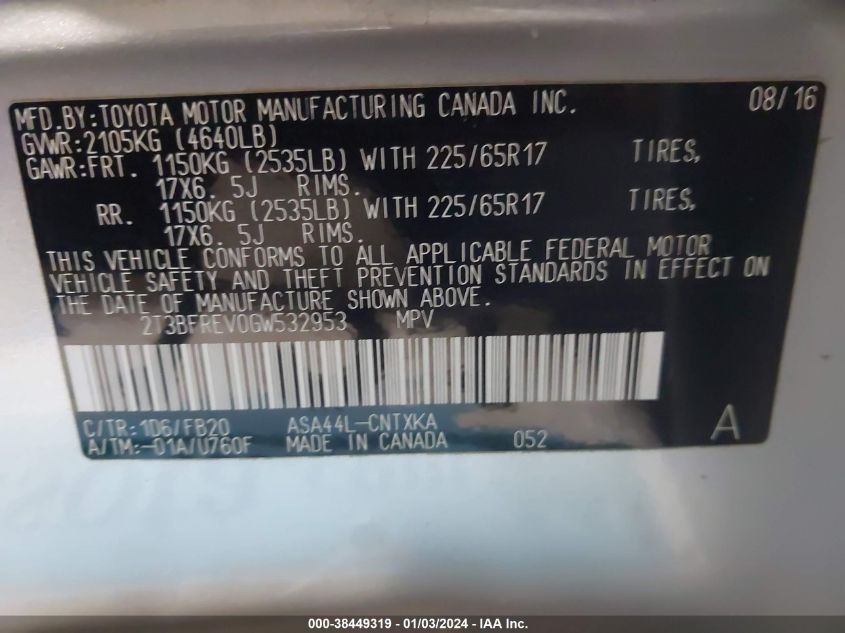 MFD.BY:TOYOTA MOTOR MANUFACTURING CANADA INC. 08/16
GVWR:2105KG (4640LB)
GAWR:FRT. 1150KG (2535LB) WITH 225/65R17 TIRES,
17X6.5J RIMS.
RR. 1150KG (2535LB) WITH 225/65R17 TIRES,
17X6.5J RIMS.
THIS VEHICLE CONFORMS TO ALL APPLICABLE FEDERAL MOTOR
VEHICLE SAFETY AND THEFT PREVENTION STANDARDS IN EFFECT ON
THE DATE OF MANUFACTURE SHOWN ABOVE.
2T3BFREV0GW532953 MPV
C/TR:1D6/FB20 ASA44L-CNTXKA
A/TM:-01A/U760F MADE IN CANADA 052 A
000-38449319 - 01/03/2024 - IAA Inc.